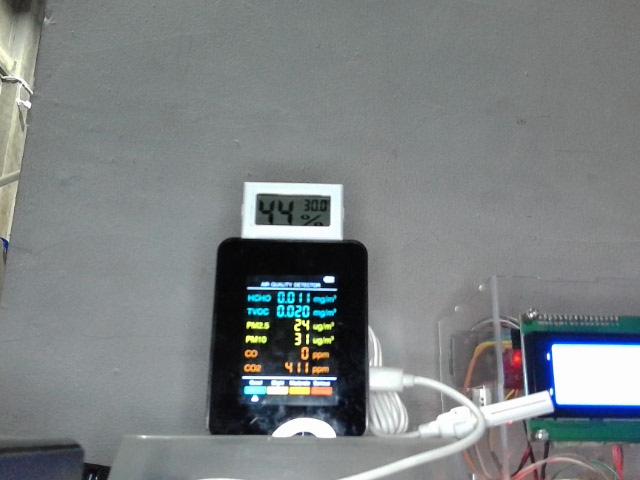 44 30.0
%
AIR QUALITY DETECTOR
HCHO 0.011 mg/m³
TVOC 0.020 mg/m³
PM2.5 24 ug/m³
PM10 31 ug/m³
CO 0 ppm
CO2 411 ppm
Good Moderate